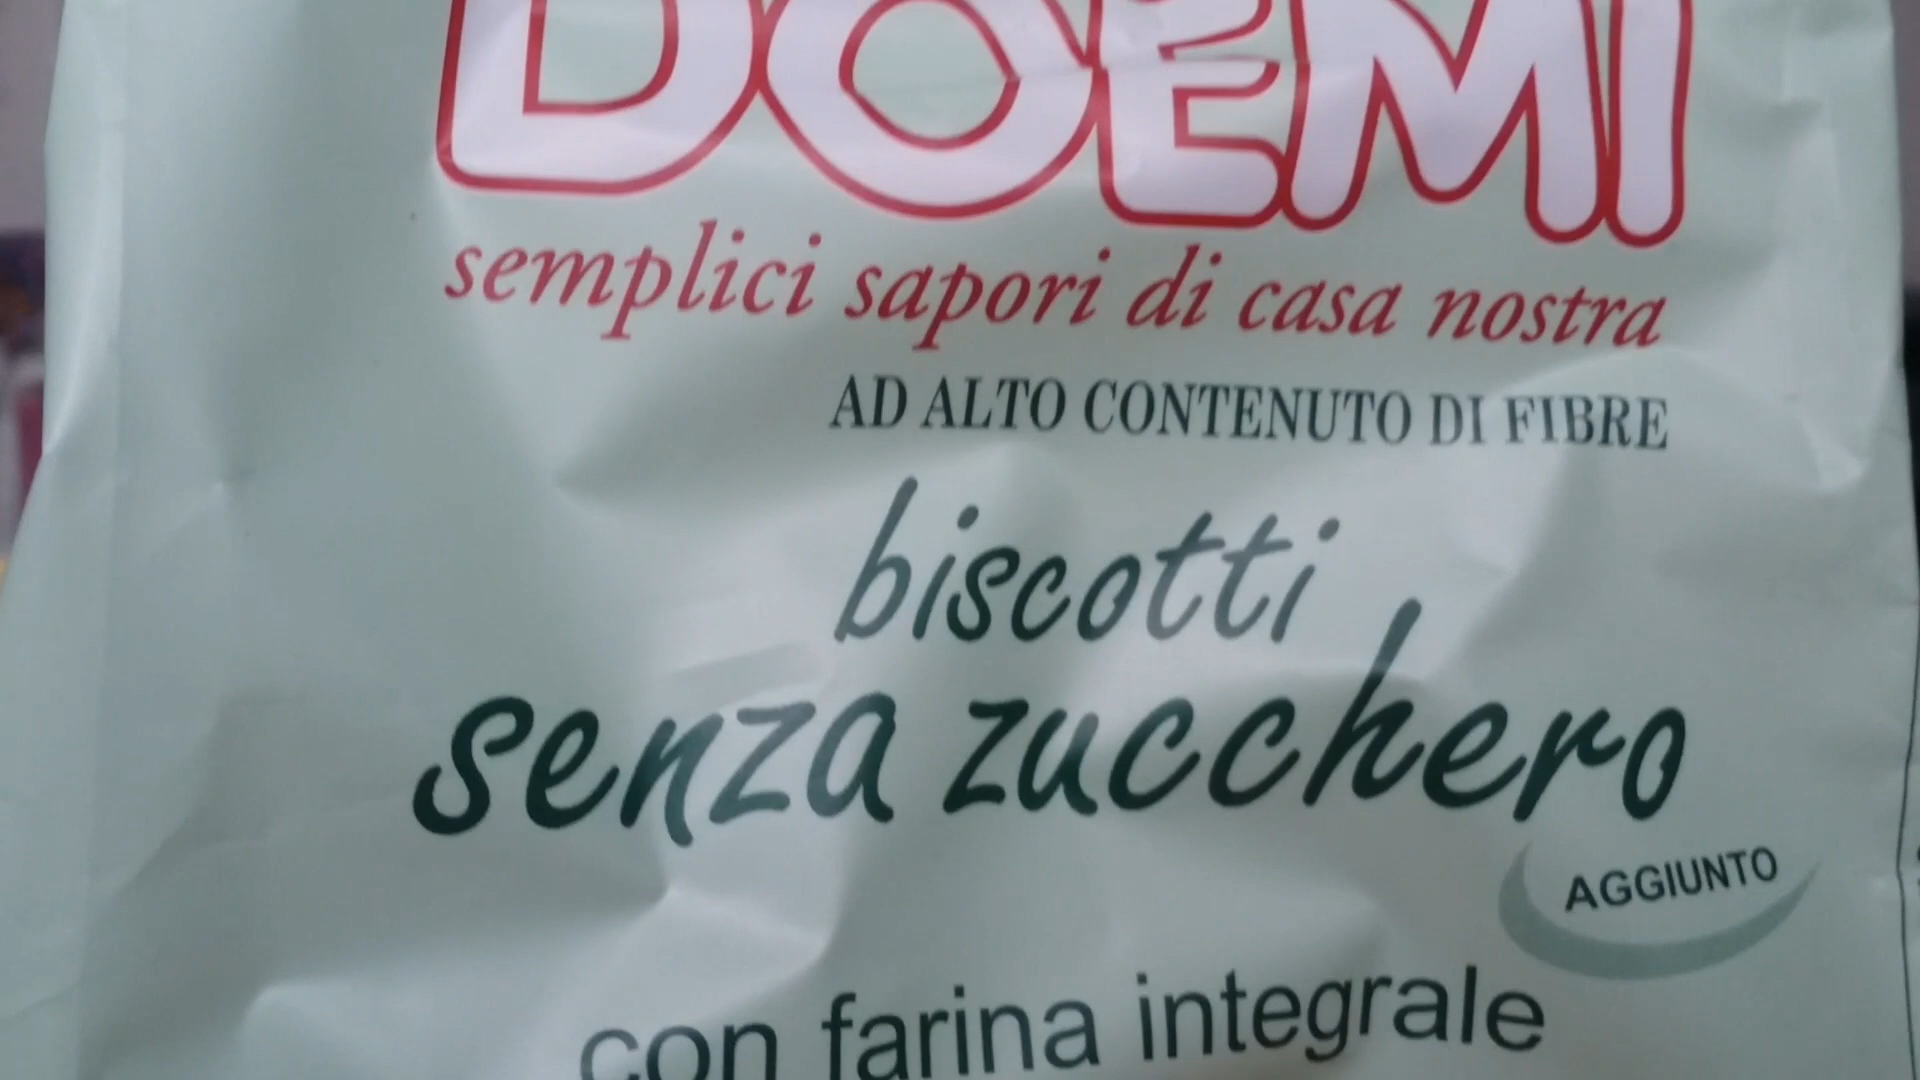 DOEMI
semplici sapori di casa nostra
AD ALTO CONTENUTO DI FIBRE
biscotti
senza zucchero
AGGIUNTO
con farina integrale